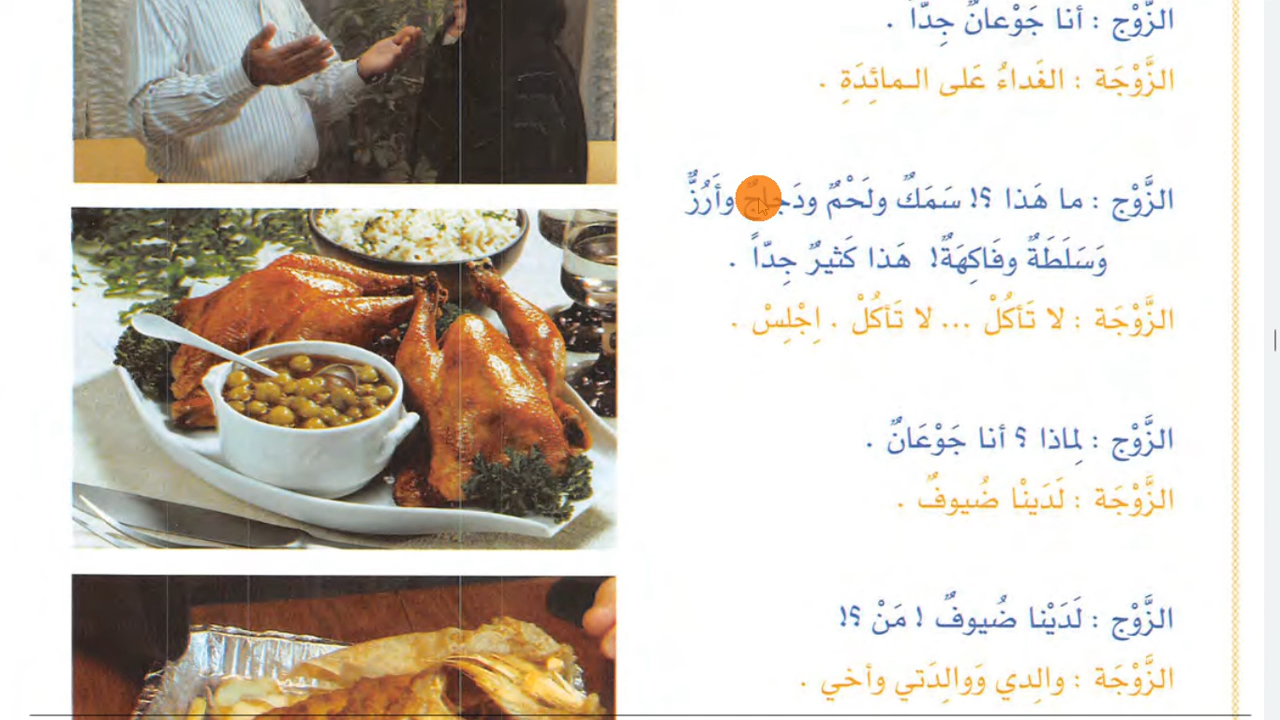 الزَّوْج : أنا جَوْعانٌ جِدّاً .
الزَّوْجَة : الغَداءُ عَلى المائِدَةِ .
الزَّوْج : ما هَذا ؟! سَمَكٌ ولَحْمٌ ودَجاجٌ وأَرُزٌّ
وَسَلَطَةٌ وفَاكِهَةٌ! هَذا كَثيرٌ جِدّاً .
الزَّوْجَة : لا تَأكُلْ ... لا تَأكُلْ . اِجْلِسْ .
الزَّوْج : لِماذا ؟ أنا جَوْعَانٌ .
الزَّوْجَة : لَدَيْنْا ضُيوفٌ .
الزَّوْج : لَدَيْنا ضُيوفٌ ! مَنْ ؟!
الزَّوْجَة : والِدي وَوالِدَتي وأخي .